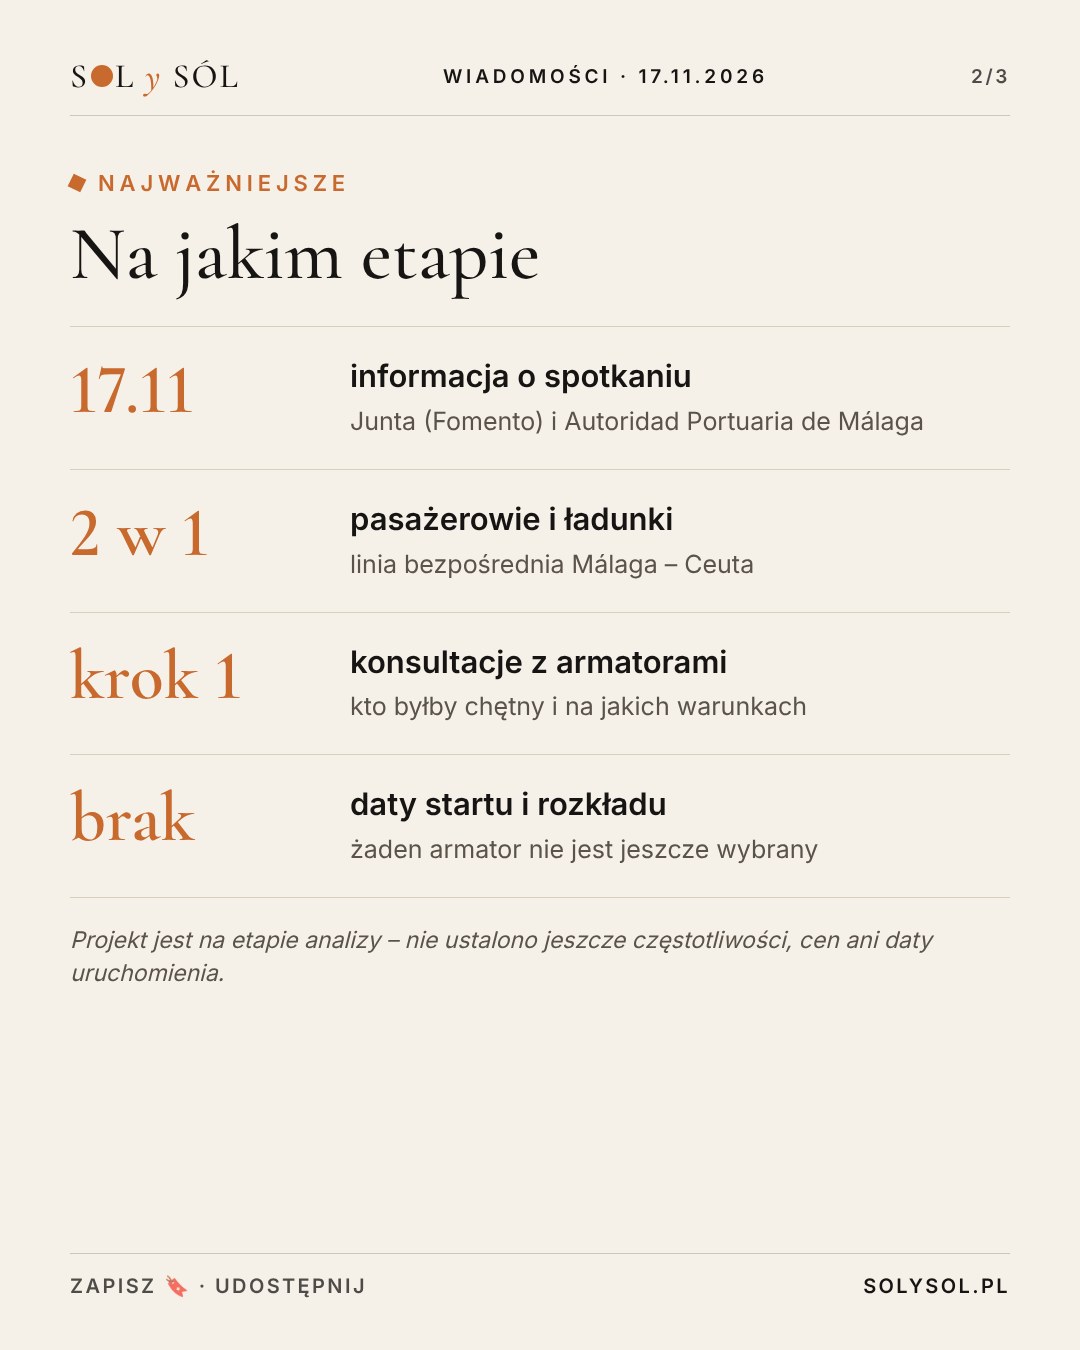 SOL y SÓL
WIADOMOŚCI · 17.11.2026
2/3
NAJWAŻNIEJSZE
Na jakim etapie
17.11
informacja o spotkaniu
Junta (Fomento) i Autoridad Portuaria de Málaga
2 w 1
pasażerowie i ładunki
linia bezpośrednia Málaga – Ceuta
krok 1
konsultacje z armatorami
kto byłby chętny i na jakich warunkach
brak
daty startu i rozkładu
żaden armator nie jest jeszcze wybrany
Projekt jest na etapie analizy – nie ustalono jeszcze częstotliwości, cen ani daty
uruchomienia.
ZAPISZ 🔖 · UDOSTĘPNIJ
SOLYSOL.PL